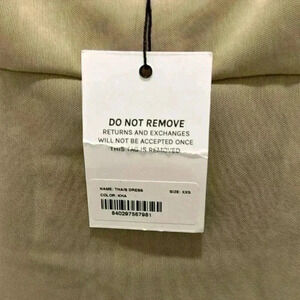 DO NOT REMOVE
RETURNS AND EXCHANGES
WILL NOT BE ACCEPTED ONCE
THIS TAG IS REMOVED
NAME: THAIS DRESS SIZE: XXS
COLOR: KHA
840297567981